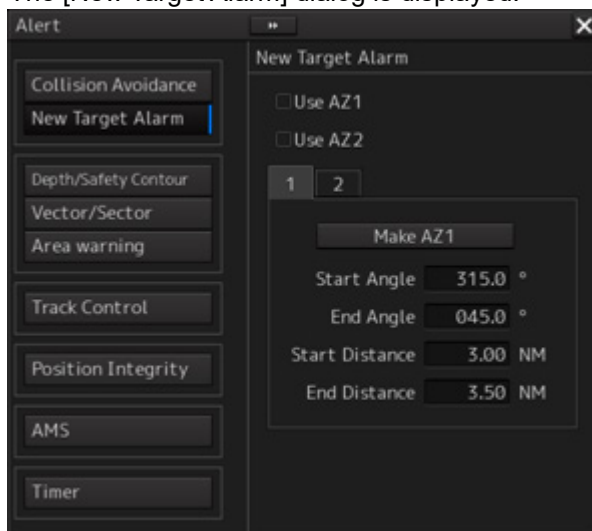 The [New Target Alarm] dialog is displayed.
Alert
Collision Avoidance
New Target Alarm
Depth/Safety Contour
Vector/Sector
Area warning
Track Control
Position Integrity
AMS
Timer
New Target Alarm
Use AZ1
Use AZ2
1 2
Make AZ1
Start Angle 315.0 °
End Angle 045.0 °
Start Distance 3.00 NM
End Distance 3.50 NM